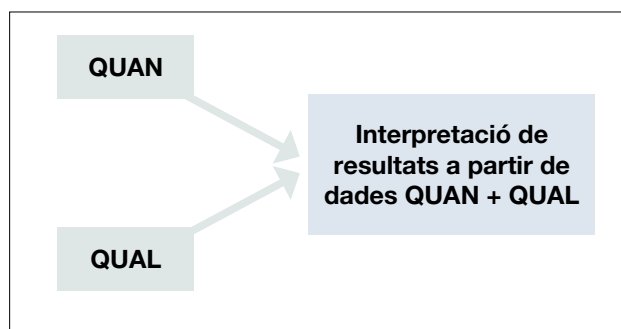 QUAN
Interpretació de
resultats a partir de
dades QUAN + QUAL
QUAL